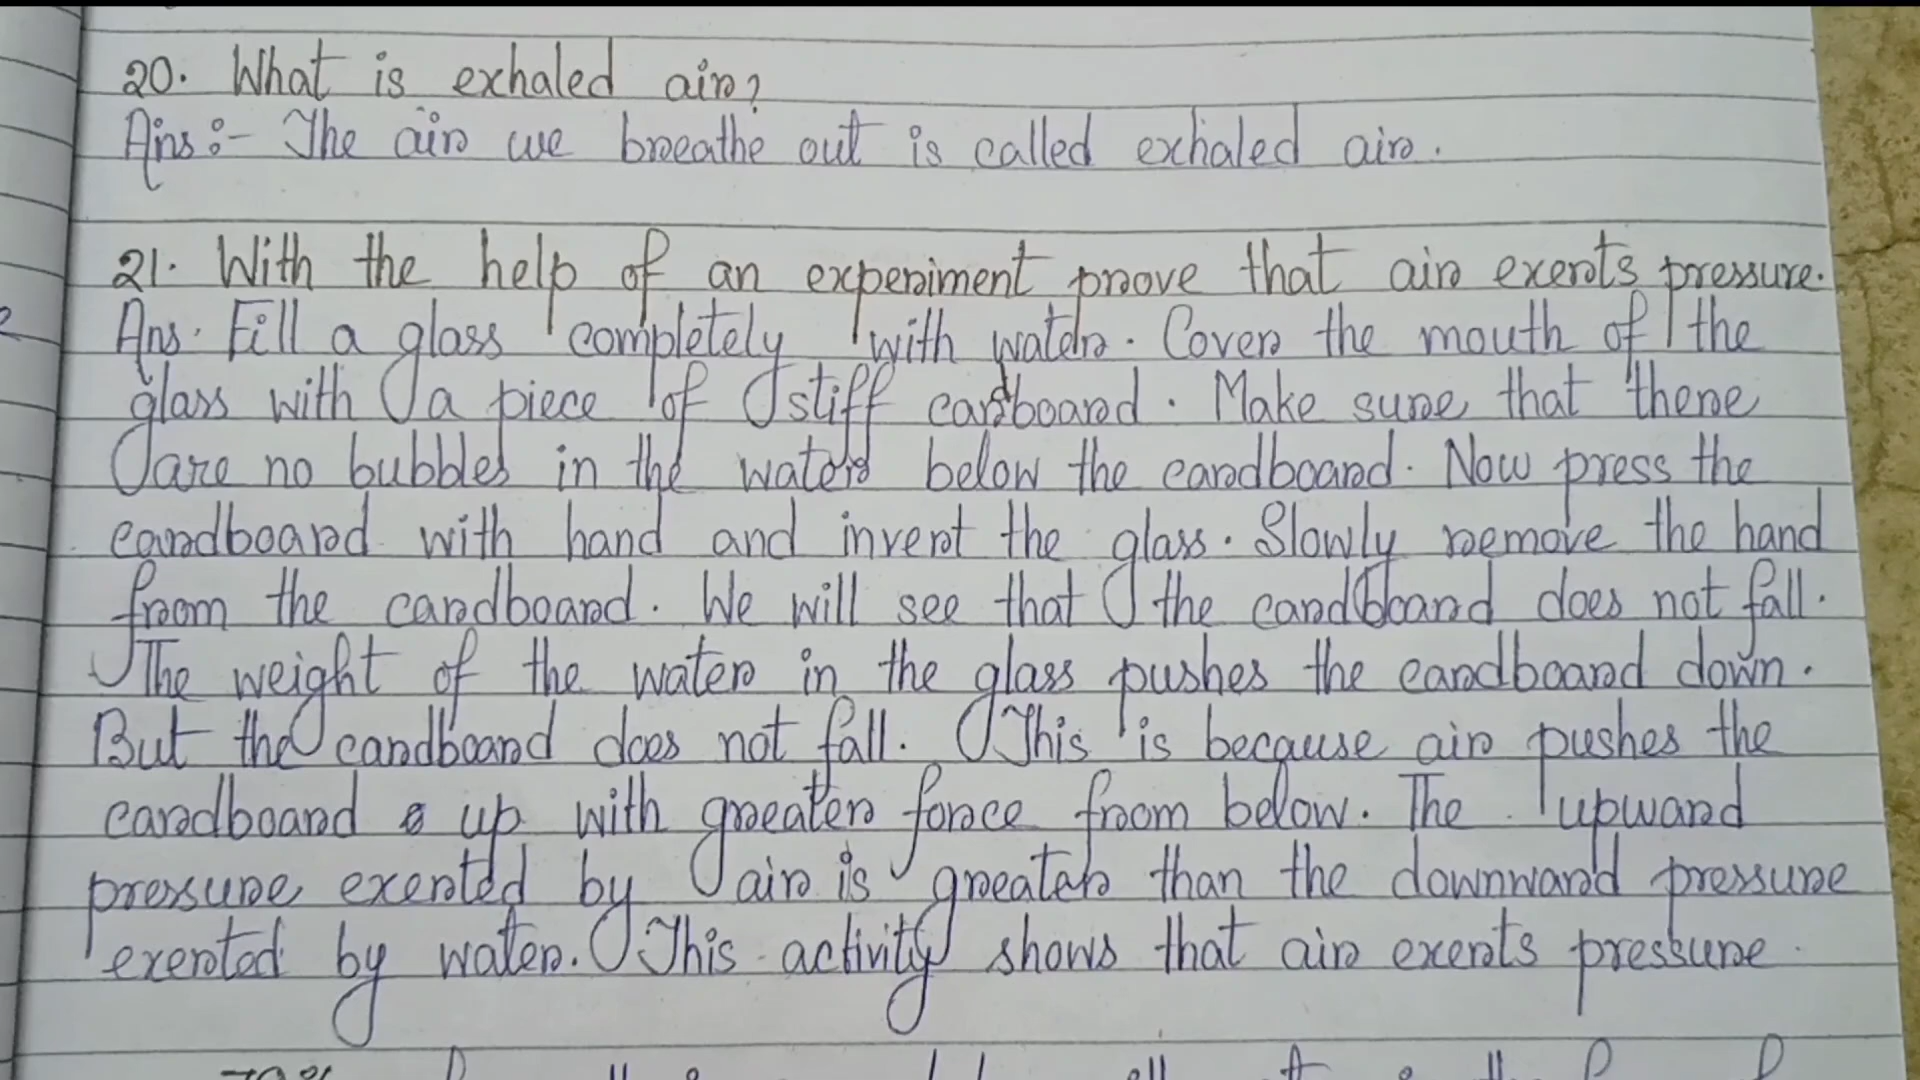 20. What is exhaled air?
Ans:- The air we breathe out is called exhaled air.
21. With the help of an experiment prove that air exerts pressure.
Ans. Fill a glass completely with water. Cover the mouth of the
glass with a piece of stiff cardboard. Make sure that there
are no bubbles in the water below the cardboard. Now press the
cardboard with hand and invert the glass. Slowly remove the hand
from the cardboard. We will see that the cardboard does not fall.
The weight of the water in the glass pushes the cardboard down.
But the cardboard does not fall. This is because air pushes the
cardboard up with greater force from below. The upward
pressure exerted by air is greater than the downward pressure
exerted by water. This activity shows that air exerts pressure.